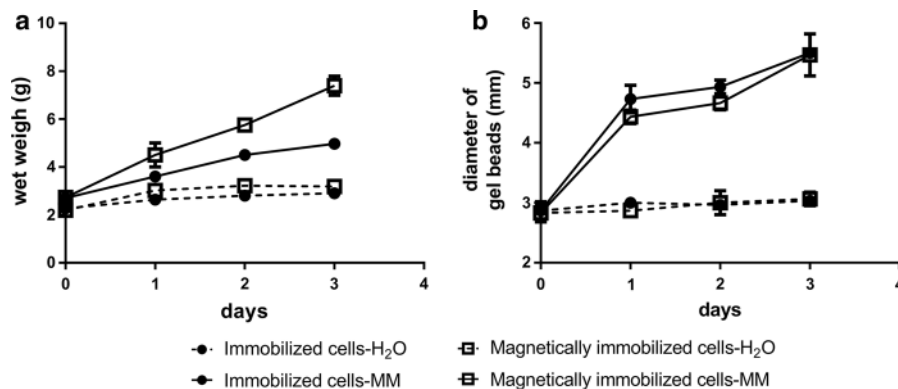 a
b
wet weigh (g)
10
8
6
4
2
0
0 1 2 3 4
days
diameter of
gel beads (mm)
6
5
4
3
2
0 1 2 3 4
days
Immobilized cells-H₂O
Magnetically immobilized cells-H₂O
Immobilized cells-MM
Magnetically immobilized cells-MM